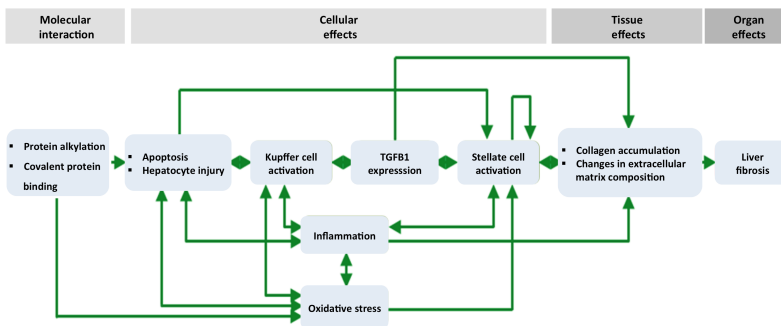 Molecular
interaction
Cellular
effects
Tissue
effects
Organ
effects
▪ Protein alkylation
▪ Covalent protein
binding
▪ Apoptosis
▪ Hepatocyte injury
Kupffer cell
activation
TGFB1
expresssion
Stellate cell
activation
▪ Collagen accumulation
▪ Changes in extracellular
matrix composition
Liver
fibrosis
Inflammation
Oxidative stress